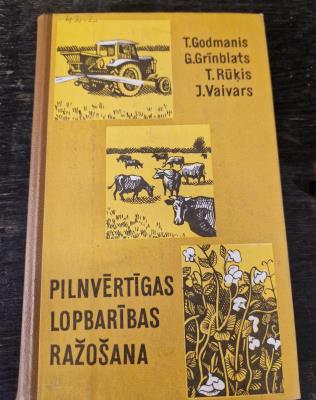 T.Godmanis
G.Grīnblats
T.Rūķis
J.Vaivars
PILNVĒRTĪGAS
LOPBARĪBAS
RAŽOŠANA